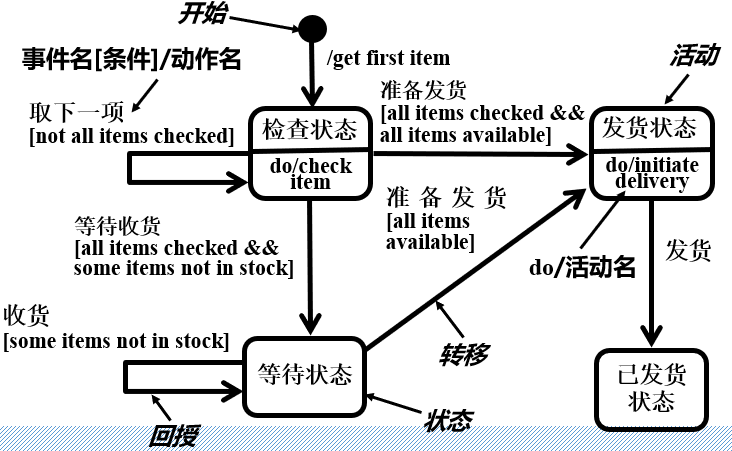 开始
/get first item
事件名[条件]/动作名
活动
取下一项
[not all items checked]
检查状态
do/check
item
准备发货
[all items checked &&
all items available]
发货状态
do/initiate
delivery
等待收货
[all items checked &&
some items not in stock]
准 备 发 货
[all items
available]
do/活动名
发货
收货
[some items not in stock]
等待状态
转移
已发货
状态
回授
状态